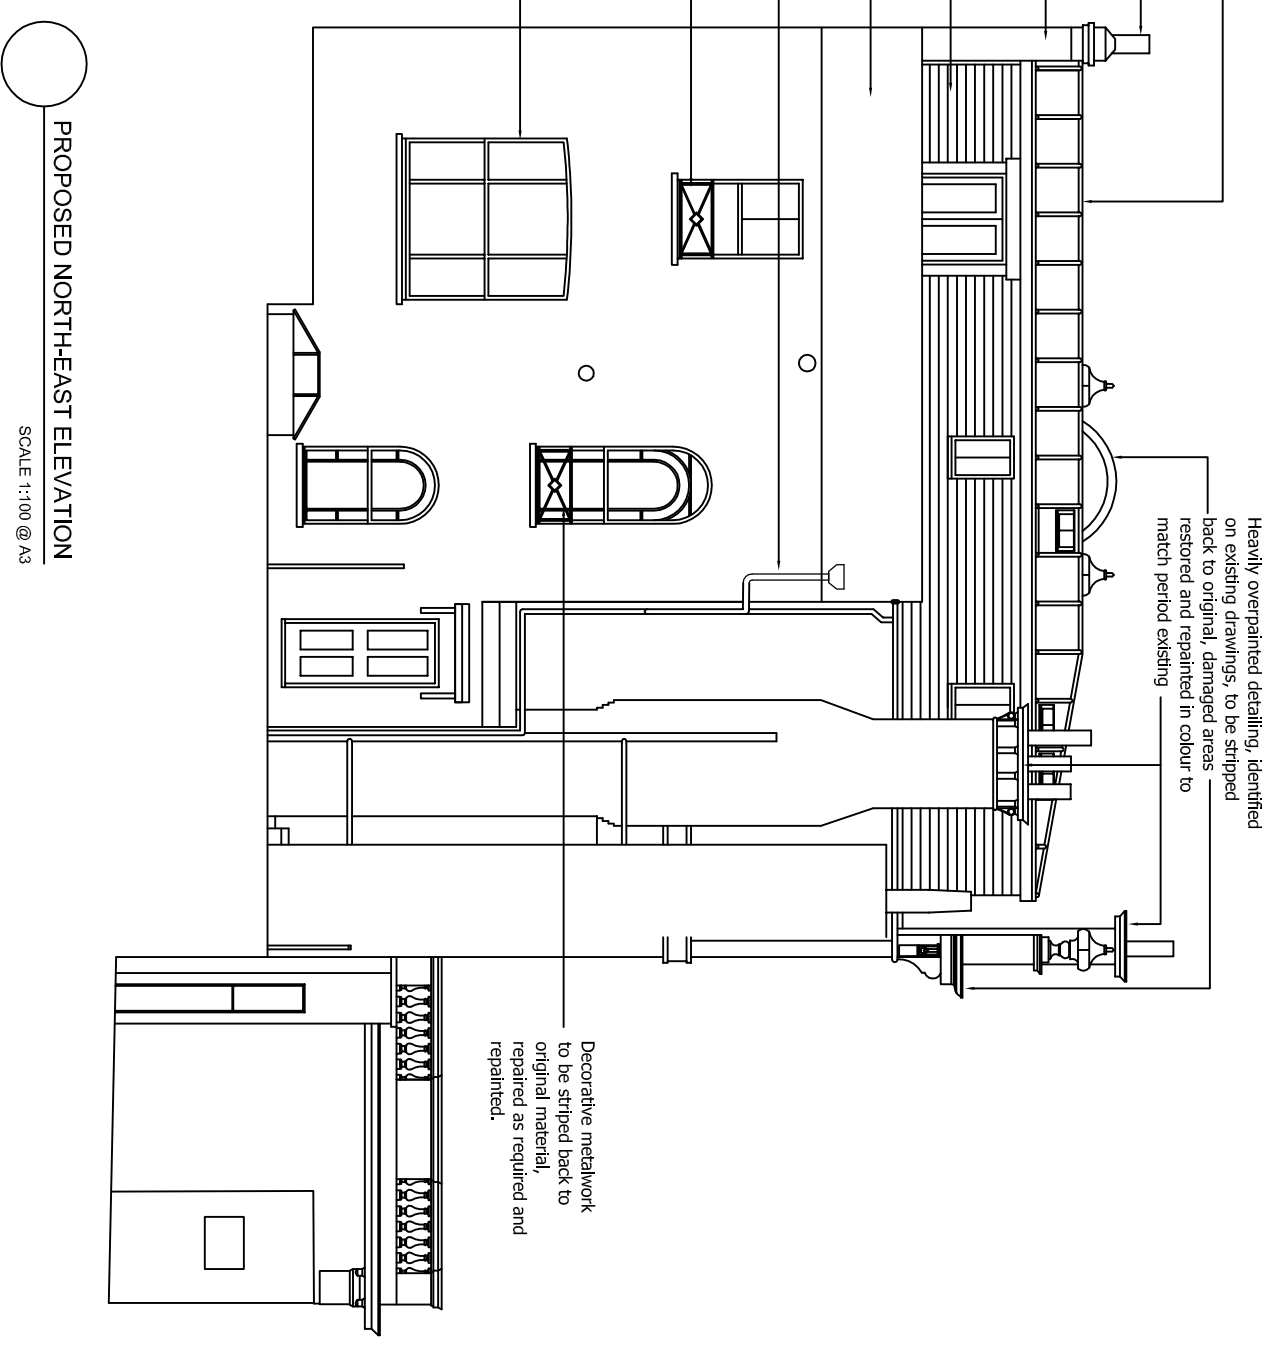 Heavily overpainted detailing, identified
on existing drawings, to be stripped
back to original, damaged areas
restored and repainted in colour to
match period existing
Decorative metalwork
to be striped back to
original material,
repaired as required and
repainted.
PROPOSED NORTH-EAST ELEVATION
SCALE 1:100 @ A3